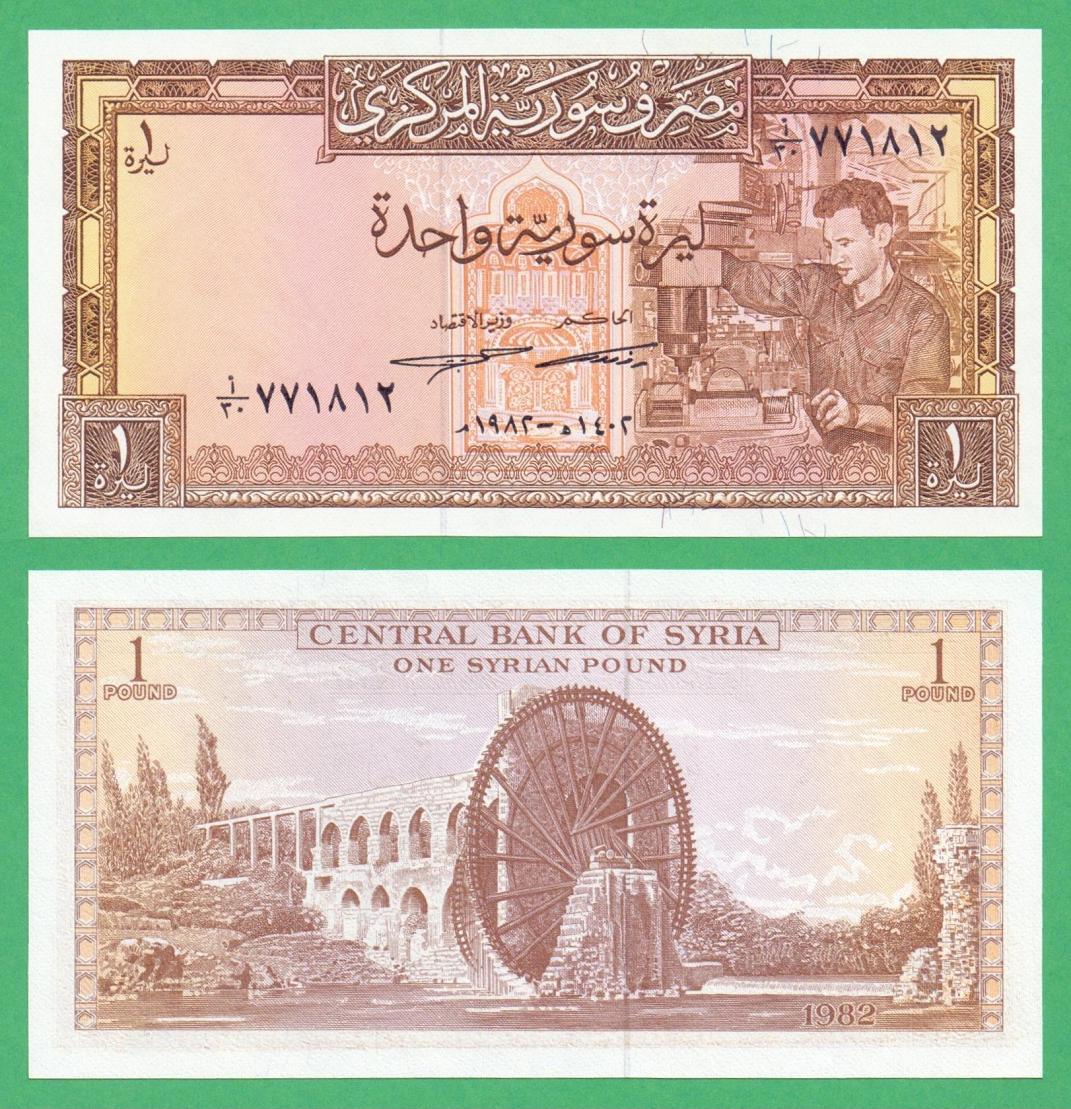 مصرف سورية المركزي
١ ليرة
أ/٣٠ ٧٧١٨١٢
ليرة سورية واحدة
الحاكم وزير الاقتصاد
أ/٣٠ ٧٧١٨١٢
١٤٠٢ه‍ – ١٩٨٢م
١ ليرة
١ ليرة
CENTRAL BANK OF SYRIA
ONE SYRIAN POUND
1 POUND
1 POUND
1982